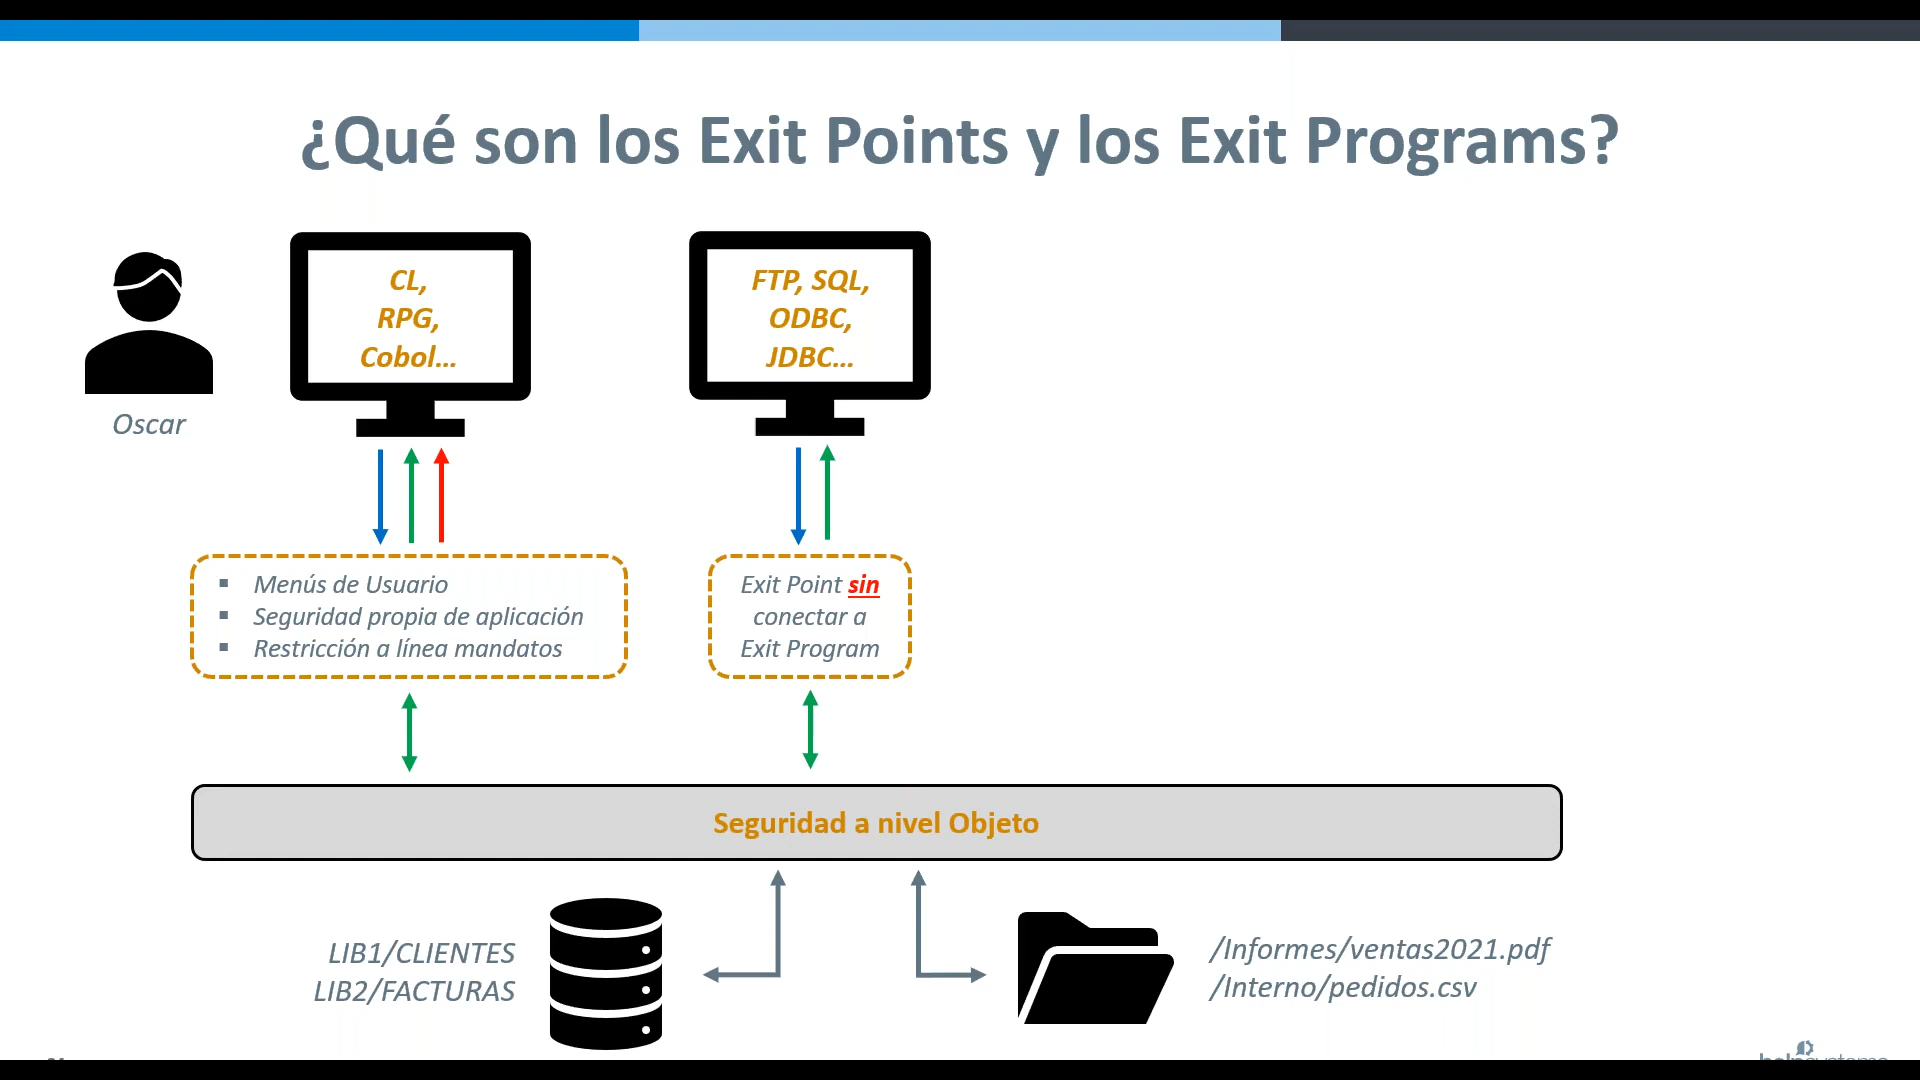 ¿Qué son los Exit Points y los Exit Programs?
CL,
RPG,
Cobol...
FTP, SQL,
ODBC,
JDBC...
Oscar
▪ Menús de Usuario
▪ Seguridad propia de aplicación
▪ Restricción a línea mandatos
Exit Point sin
conectar a
Exit Program
Seguridad a nivel Objeto
LIB1/CLIENTES
LIB2/FACTURAS
/Informes/ventas2021.pdf
/Interno/pedidos.csv